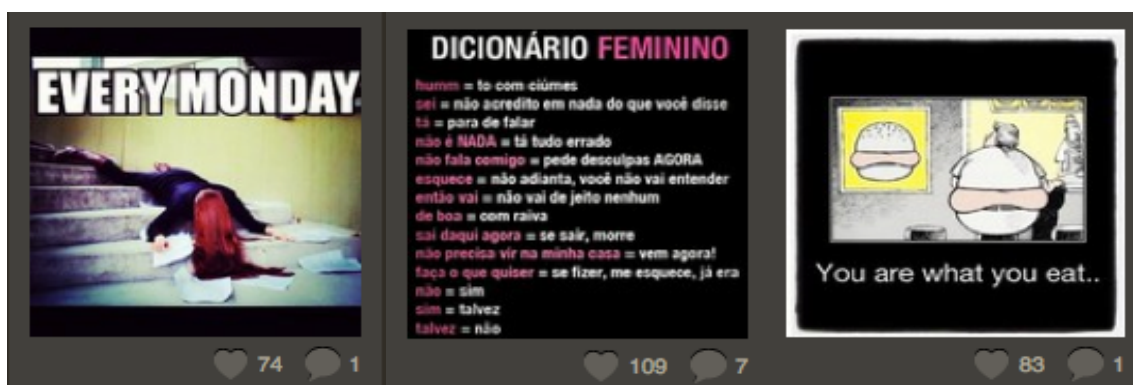 EVERY MONDAY
74 1
DICIONÁRIO FEMININO
humm = to com ciúmes
sei = não acredito em nada do que você disse
tá = para de falar
não é NADA = tá tudo errado
não fala comigo = pede desculpas AGORA
esquece = não adianta, você não vai entender
então vai = não vai de jeito nenhum
de boa = com raiva
sai daqui agora = se sair, morre
não precisa vir na minha casa = vem agora!
faça o que quiser = se fizer, me esquece, já era
não = sim
sim = talvez
talvez = não
109 7
You are what you eat..
83 1